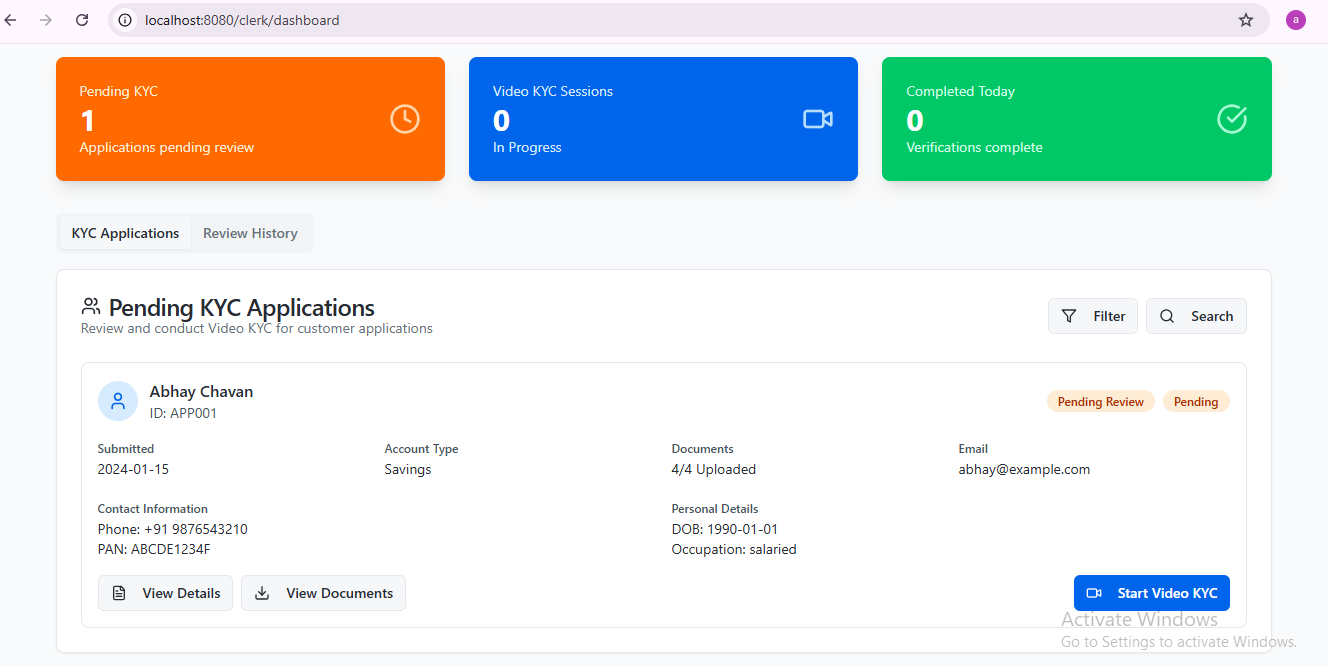 localhost:8080/clerk/dashboard
a
Pending KYC
1
Applications pending review
Video KYC Sessions
0
In Progress
Completed Today
0
Verifications complete
KYC Applications
Review History
Pending KYC Applications
Review and conduct Video KYC for customer applications
Filter
Search
Abhay Chavan
ID: APP001
Pending Review
Pending
Submitted
2024-01-15
Account Type
Savings
Documents
4/4 Uploaded
Email
abhay@example.com
Contact Information
Phone: +91 9876543210
PAN: ABCDE1234F
Personal Details
DOB: 1990-01-01
Occupation: salaried
View Details
View Documents
Start Video KYC
Activate Windows
Go to Settings to activate Windows.